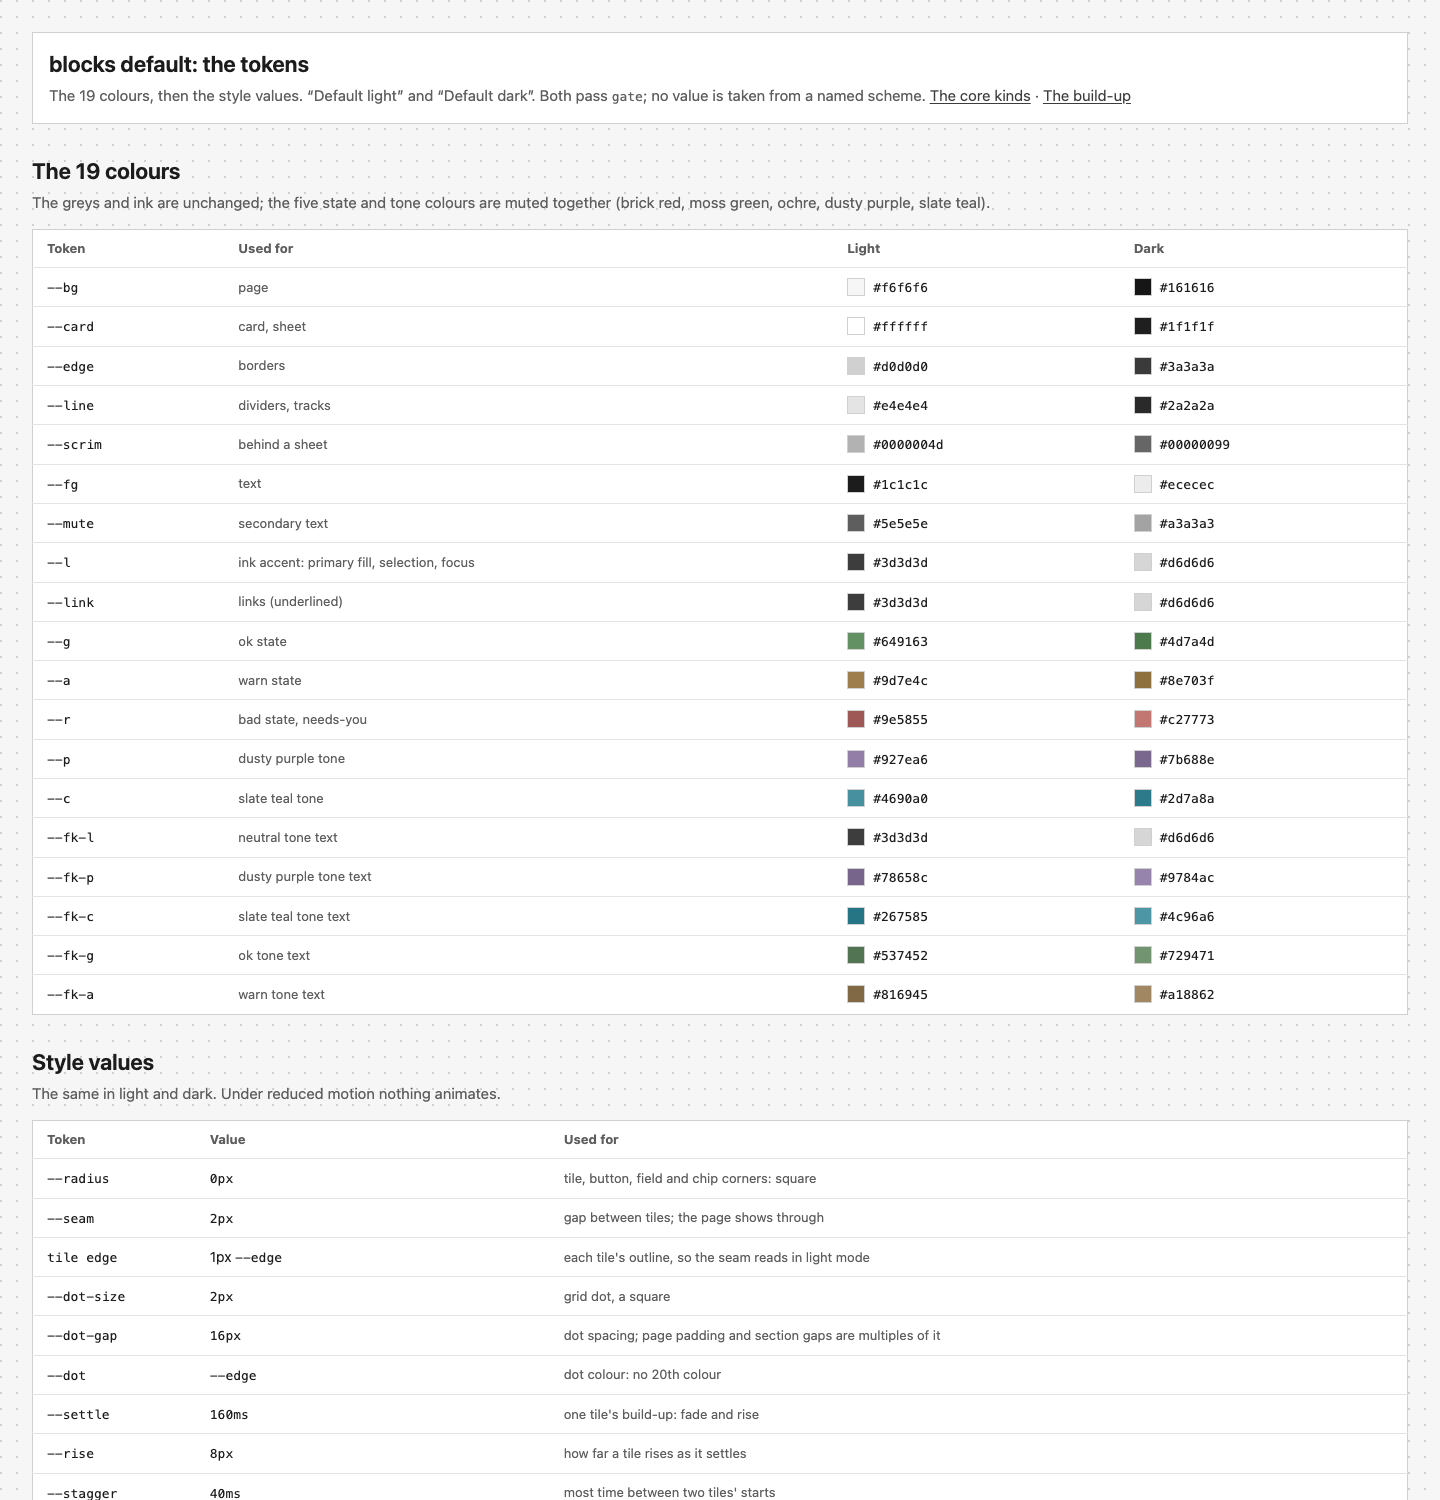 blocks default: the tokens
The 19 colours, then the style values. “Default light” and “Default dark”. Both pass gate; no value is taken from a named scheme. The core kinds · The build-up
The 19 colours
The greys and ink are unchanged; the five state and tone colours are muted together (brick red, moss green, ochre, dusty purple, slate teal).
Token Used for Light Dark
--bg page #f6f6f6 #161616
--card card, sheet #ffffff #1f1f1f
--edge borders #d0d0d0 #3a3a3a
--line dividers, tracks #e4e4e4 #2a2a2a
--scrim behind a sheet #0000004d #00000099
--fg text #1c1c1c #ececec
--mute secondary text #5e5e5e #a3a3a3
--l ink accent: primary fill, selection, focus #3d3d3d #d6d6d6
--link links (underlined) #3d3d3d #d6d6d6
--g ok state #649163 #4d7a4d
--a warn state #9d7e4c #8e703f
--r bad state, needs-you #9e5855 #c27773
--p dusty purple tone #927ea6 #7b688e
--c slate teal tone #4690a0 #2d7a8a
--fk-l neutral tone text #3d3d3d #d6d6d6
--fk-p dusty purple tone text #78658c #9784ac
--fk-c slate teal tone text #267585 #4c96a6
--fk-g ok tone text #537452 #729471
--fk-a warn tone text #816945 #a18862
Style values
The same in light and dark. Under reduced motion nothing animates.
Token Value Used for
--radius 0px tile, button, field and chip corners: square
--seam 2px gap between tiles; the page shows through
tile edge 1px --edge each tile's outline, so the seam reads in light mode
--dot-size 2px grid dot, a square
--dot-gap 16px dot spacing; page padding and section gaps are multiples of it
--dot --edge dot colour: no 20th colour
--settle 160ms one tile's build-up: fade and rise
--rise 8px how far a tile rises as it settles
--stagger 40ms most time between two tiles' starts